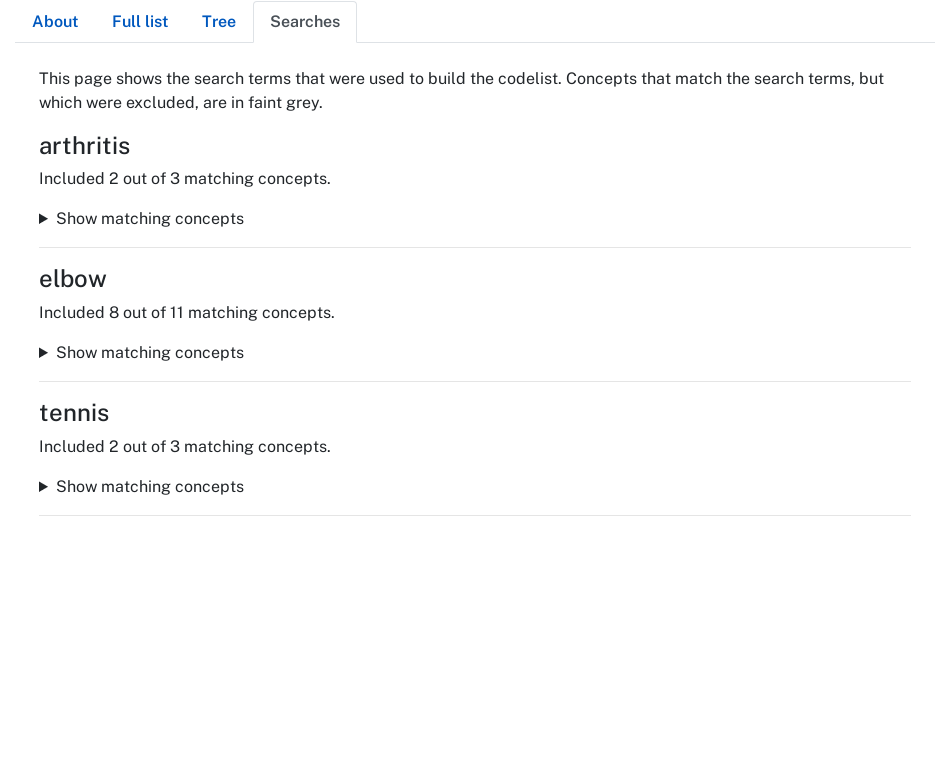 About Full list Tree Searches
This page shows the search terms that were used to build the codelist. Concepts that match the search terms, but
which were excluded, are in faint grey.
arthritis
Included 2 out of 3 matching concepts.
Show matching concepts
elbow
Included 8 out of 11 matching concepts.
Show matching concepts
tennis
Included 2 out of 3 matching concepts.
Show matching concepts